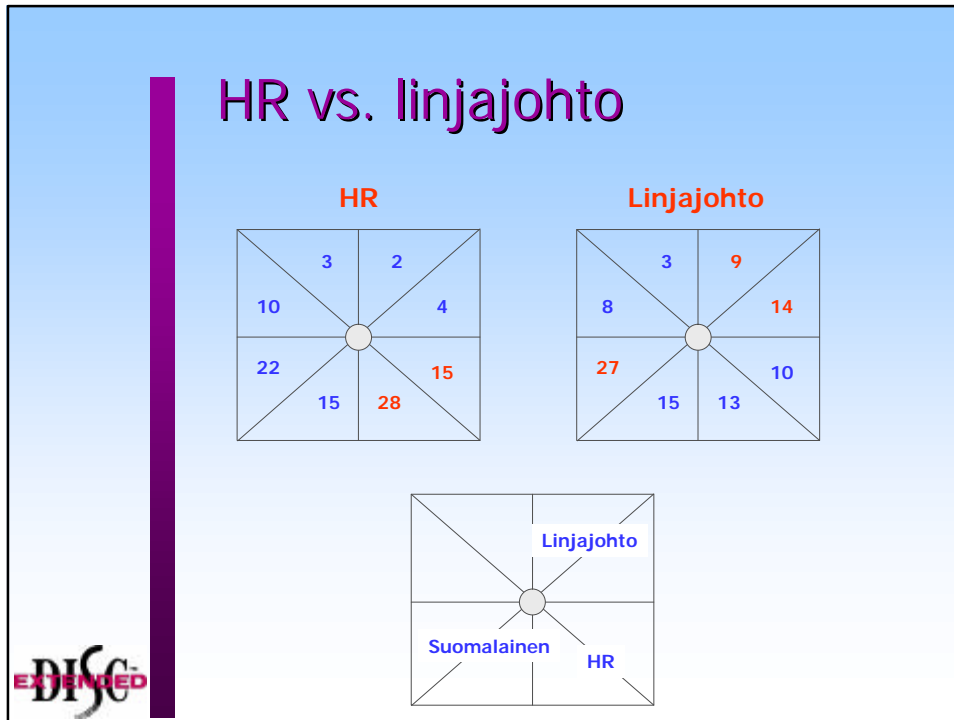 HR vs. linjajohto
HR
Linjajohto
3 2
10 4
22 15
15 28
3 9
8 14
27 10
15 13
Linjajohto
Suomalainen
HR
DISC™
EXTENDED